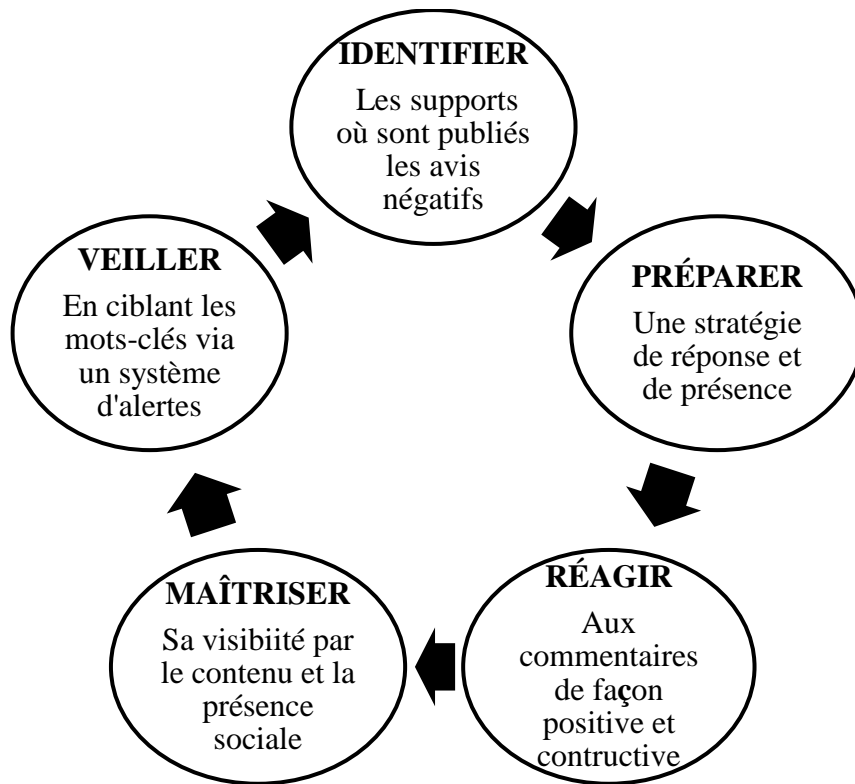 IDENTIFIER
Les supports
où sont publiés
les avis
négatifs
PRÉPARER
Une stratégie
de réponse et
de présence
RÉAGIR
Aux
commentaires
de façon
positive et
contructive
MAÎTRISER
Sa visibiité par
le contenu et la
présence
sociale
VEILLER
En ciblant les
mots-clés via
un système
d'alertes